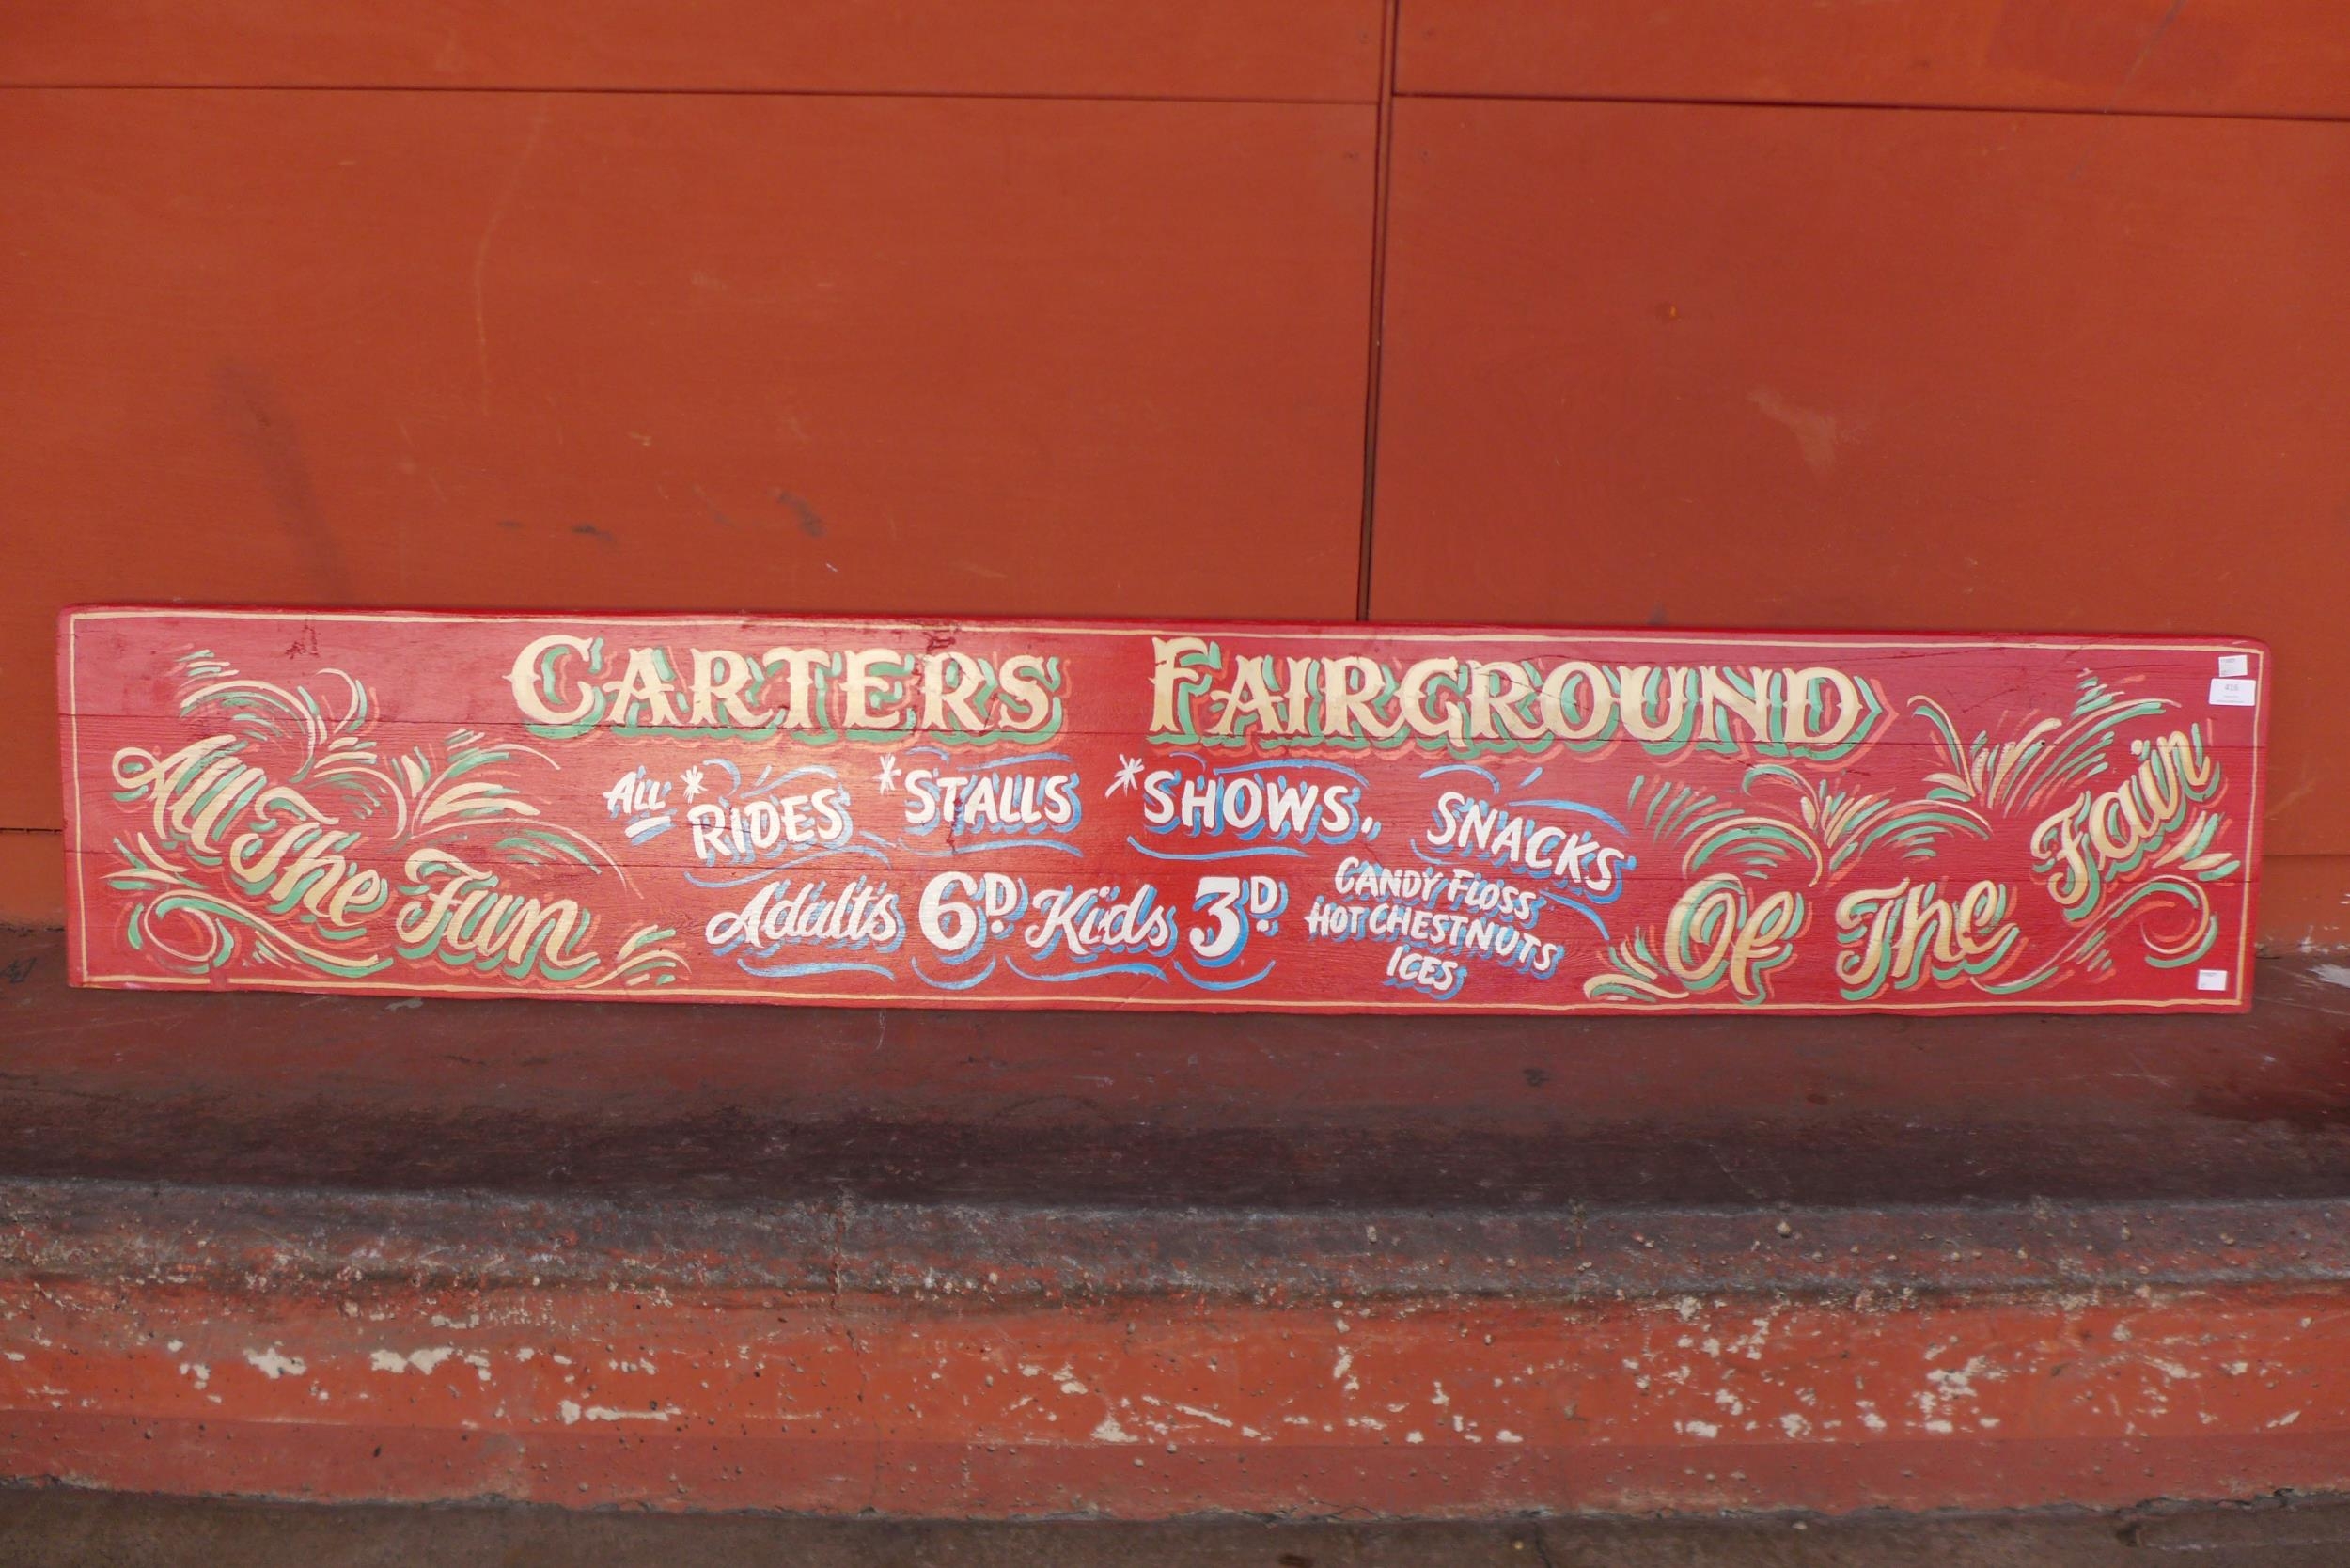 CARTERS FAIRGROUND
All The Fun
ALL * RIDES * STALLS * SHOWS. SNACKS
Adults 6D. Kids 3D.
CANDY FLOSS
HOT CHESTNUTS
ICES
Of The Fair